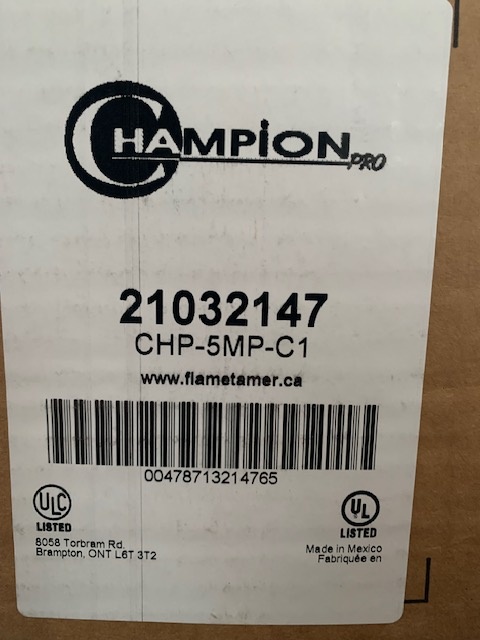 CHAMPION PRO
21032147
CHP-5MP-C1
www.flametamer.ca
00478713214765
ULC
LISTED
8058 Torbram Rd.
Brampton, ONT L6T 3T2
UL
LISTED
Made in Mexico
Fabriquée en